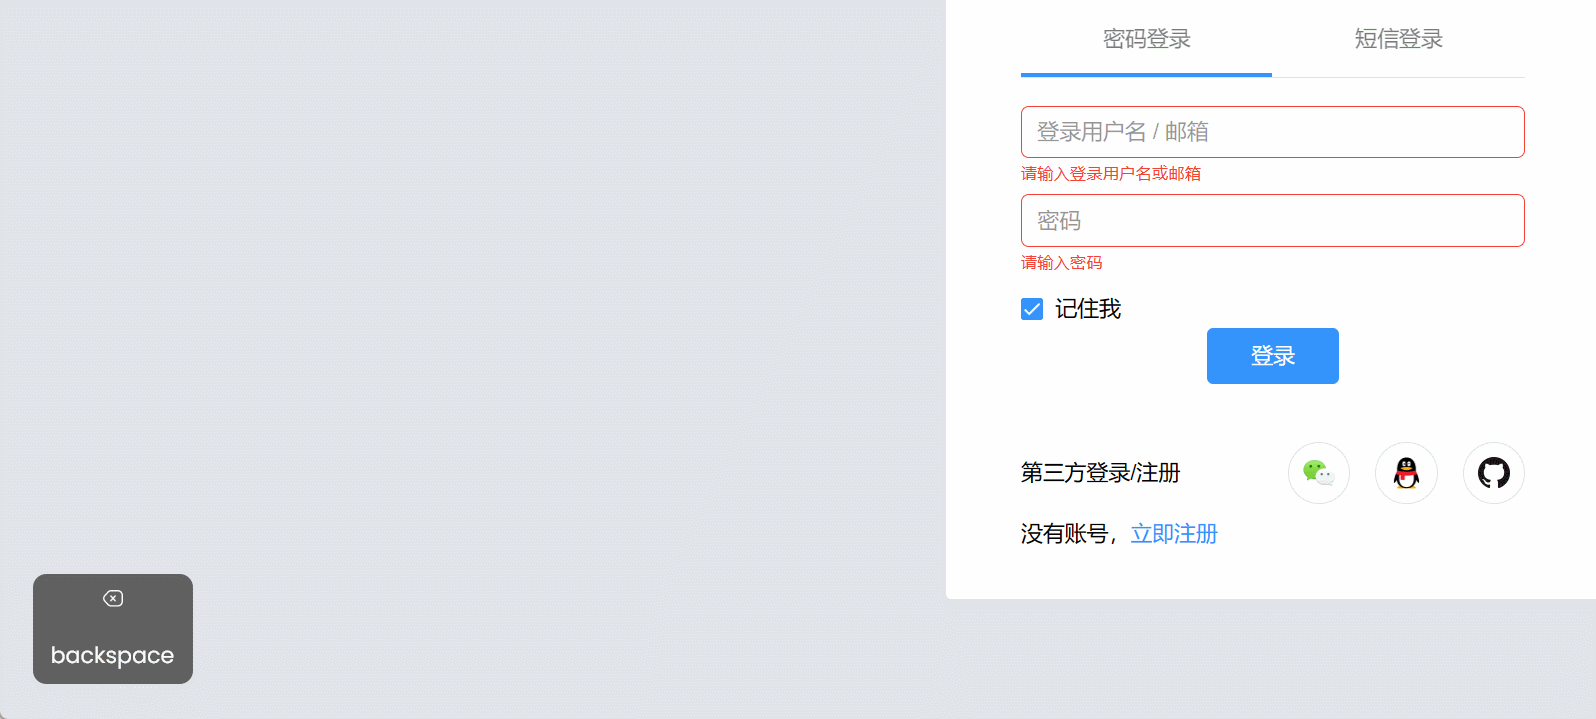 密码登录 短信登录
登录用户名 / 邮箱
请输入登录用户名或邮箱
密码
请输入密码
记住我
登录
第三方登录/注册
没有账号，立即注册
backspace